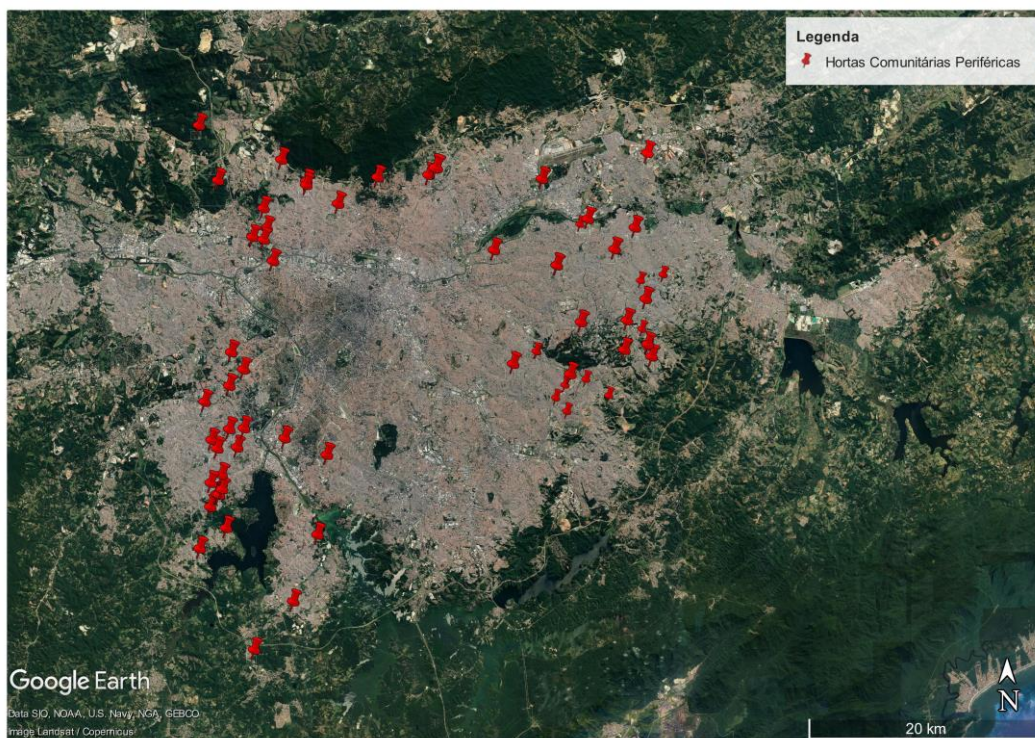 Legenda
Hortas Comunitárias Periféricas
Google Earth
Data SIO, NOAA, U.S. Navy, NGA, GEBCO
Image Landsat / Copernicus
N
20 km